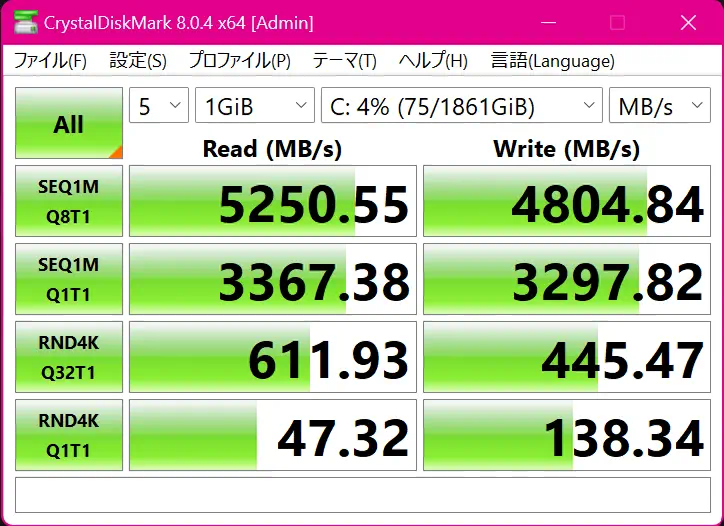 CrystalDiskMark 8.0.4 x64 [Admin]
ファイル(F) 設定(S) プロファイル(P) テーマ(T) ヘルプ(H) 言語(Language)
All 5 1GiB C: 4% (75/1861GiB) MB/s
Read (MB/s) Write (MB/s)
SEQ1M
Q8T1
5250.55 4804.84
SEQ1M
Q1T1
3367.38 3297.82
RND4K
Q32T1
611.93 445.47
RND4K
Q1T1
47.32 138.34